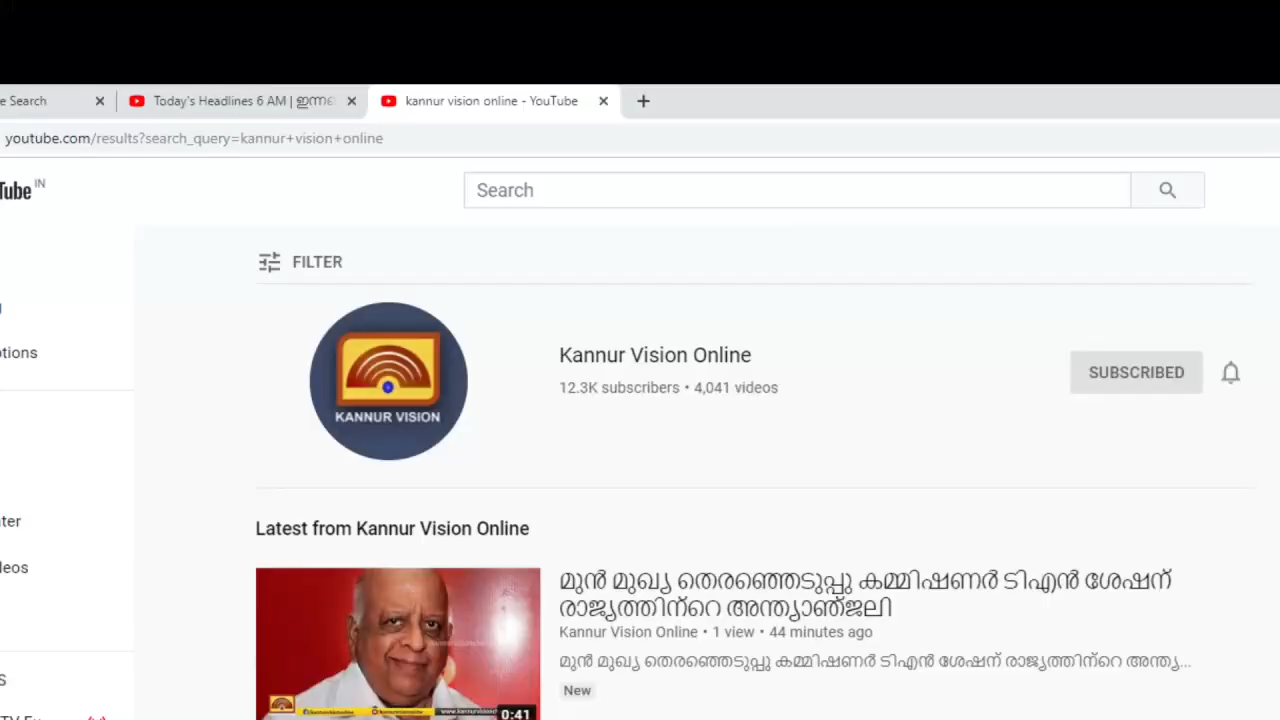 e Search
Today's Headlines 6 AM | ഇന്നത
kannur vision online - YouTube
youtube.com/results?search_query=kannur+vision+online
Tube IN
Search
FILTER
KANNUR VISION
Kannur Vision Online
12.3K subscribers • 4,041 videos
SUBSCRIBED
ptions
nter
deos
Latest from Kannur Vision Online
മുൻ മുഖ്യ തെരഞ്ഞെടുപ്പു കമ്മിഷണർ ടിഎൻ ശേഷന്
രാജ്യത്തിന്‌റെ അന്ത്യാഞ്ജലി
Kannur Vision Online • 1 view • 44 minutes ago
മുൻ മുഖ്യ തെരഞ്ഞെടുപ്പു കമ്മിഷണർ ടിഎൻ ശേഷന് രാജ്യത്തിന്‌റെ അന്ത്യ...
New
0:41
S